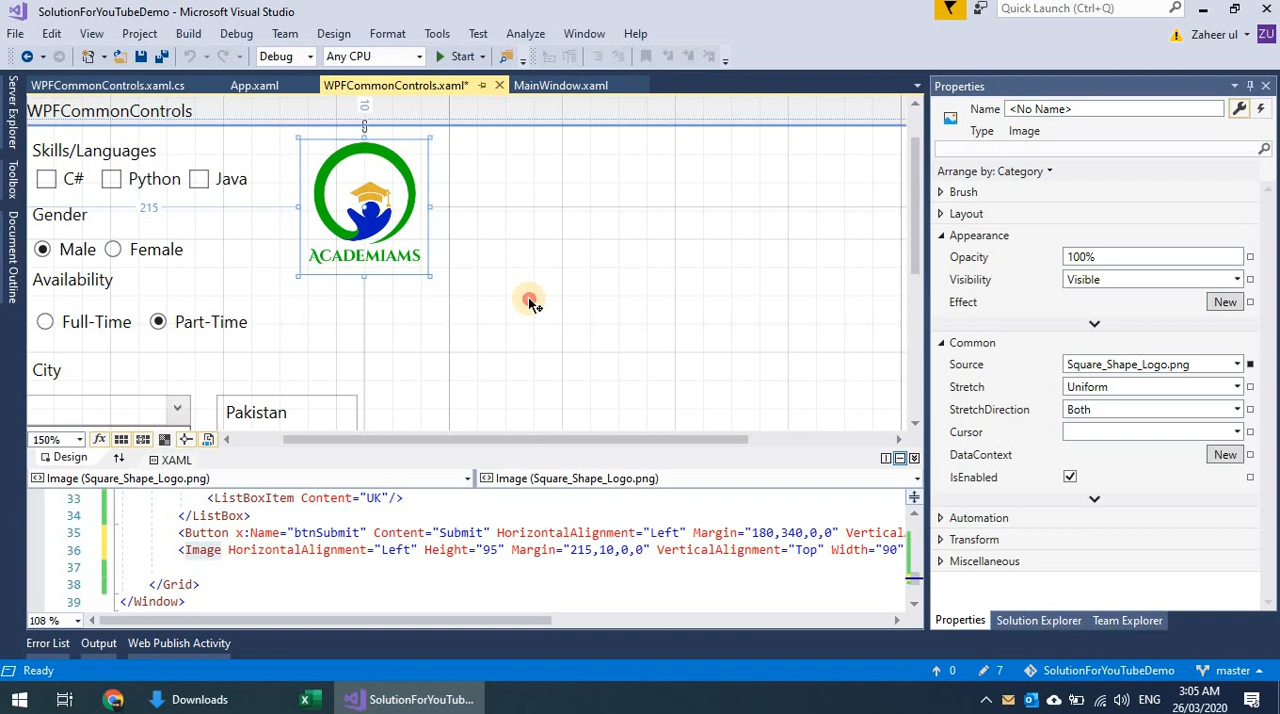 SolutionForYouTubeDemo - Microsoft Visual Studio
Quick Launch (Ctrl+Q)
File Edit View Project Build Debug Team Design Format Tools Test Analyze Window Help
Zaheer ul ZU
Debug Any CPU Start
WPFCommonControls.xaml.cs App.xaml WPFCommonControls.xaml* MainWindow.xaml
Server Explorer
Toolbox
Document Outline
WPFCommonControls
10
Skills/Languages
C# Python Java
215
Gender
Male Female
ACADEMIAMS
Availability
Full-Time Part-Time
City
Pakistan
150%
Design XAML
Image (Square_Shape_Logo.png) Image (Square_Shape_Logo.png)
33 <ListBoxItem Content="UK"/>
34 </ListBox>
35 <Button x:Name="btnSubmit" Content="Submit" HorizontalAlignment="Left" Margin="180,340,0,0"
36 <Image HorizontalAlignment="Left" Height="95" Margin="215,10,0,0" VerticalAlignment="Top" Width="90"
37
38 </Grid>
39 </Window>
108 %
Properties
Name <No Name>
Type Image
Arrange by: Category
Brush
Layout
Appearance
Opacity 100%
Visibility Visible
Effect New
Common
Source Square_Shape_Logo.png
Stretch Uniform
StretchDirection Both
Cursor
DataContext New
IsEnabled
Automation
Transform
Miscellaneous
Properties Solution Explorer Team Explorer
Error List Output Web Publish Activity
Ready
0 7 SolutionForYouTubeDemo master
Downloads SolutionForYouTub...
ENG
3:05 AM
26/03/2020